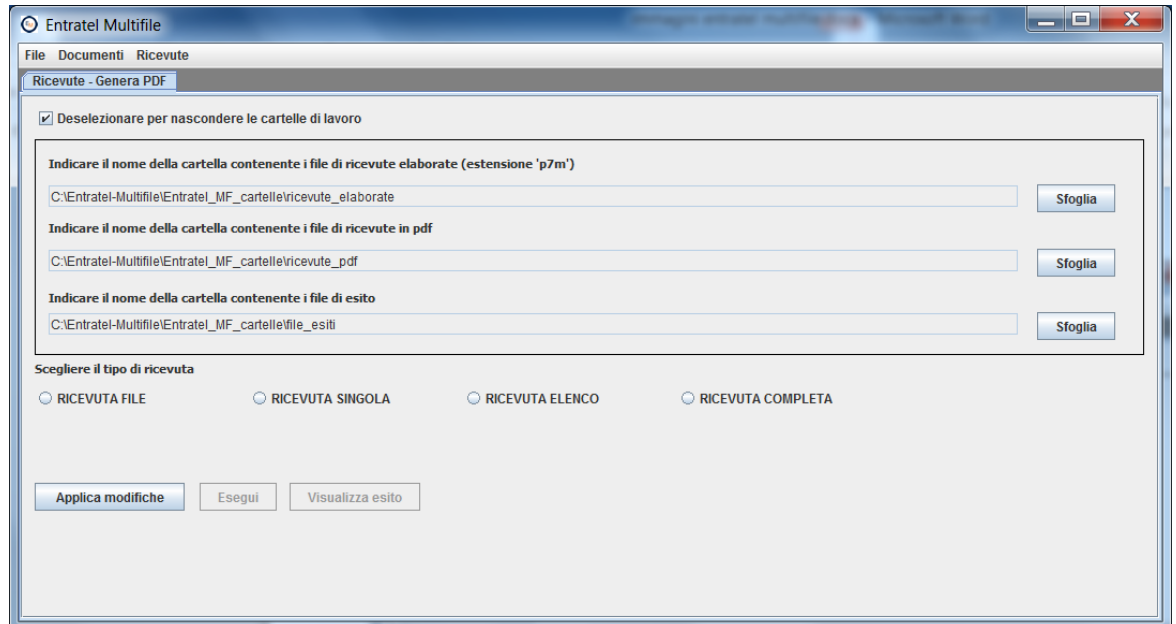 Entratel Multifile
File Documenti Ricevute
Ricevute - Genera PDF
Deselezionare per nascondere le cartelle di lavoro
Indicare il nome della cartella contenente i file di ricevute elaborate (estensione 'p7m')
C:\Entratel-Multifile\Entratel_MF_cartelle\ricevute_elaborate
Sfoglia
Indicare il nome della cartella contenente i file di ricevute in pdf
C:\Entratel-Multifile\Entratel_MF_cartelle\ricevute_pdf
Sfoglia
Indicare il nome della cartella contenente i file di esito
C:\Entratel-Multifile\Entratel_MF_cartelle\file_esiti
Sfoglia
Scegliere il tipo di ricevuta
RICEVUTA FILE RICEVUTA SINGOLA RICEVUTA ELENCO RICEVUTA COMPLETA
Applica modifiche Esegui Visualizza esito